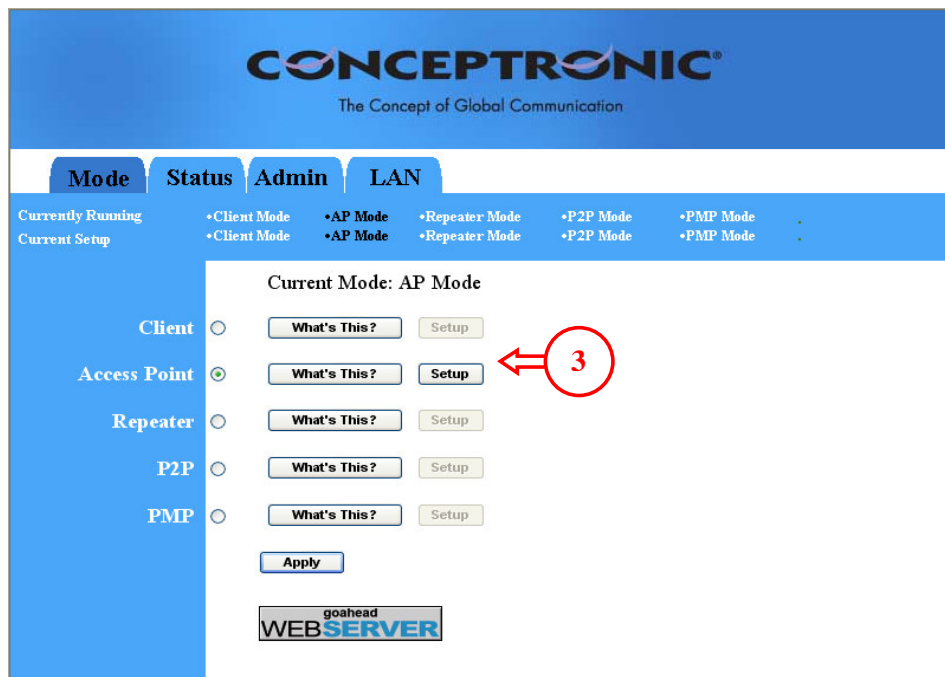 CONCEPTRONIC®
The Concept of Global Communication
Mode Status Admin LAN
Currently Running •Client Mode •AP Mode •Repeater Mode •P2P Mode •PMP Mode
Current Setup •Client Mode •AP Mode •Repeater Mode •P2P Mode •PMP Mode
Current Mode: AP Mode
Client What's This? Setup
Access Point What's This? Setup 3
Repeater What's This? Setup
P2P What's This? Setup
PMP What's This? Setup
Apply
goahead
WEBSERVER